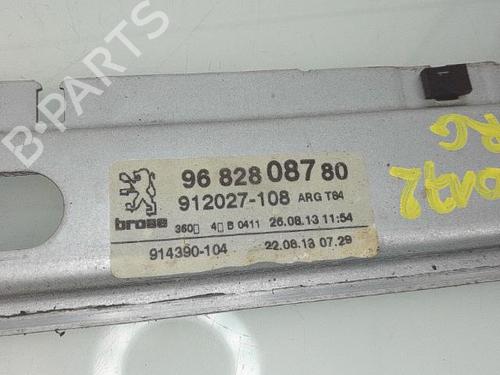 B-PARTS
96 828 087 80
912027-108 ARG T84
brose 360▯ 4▯ B 0411 26.08.13 11:54
914390-104 22.08.13 07.29